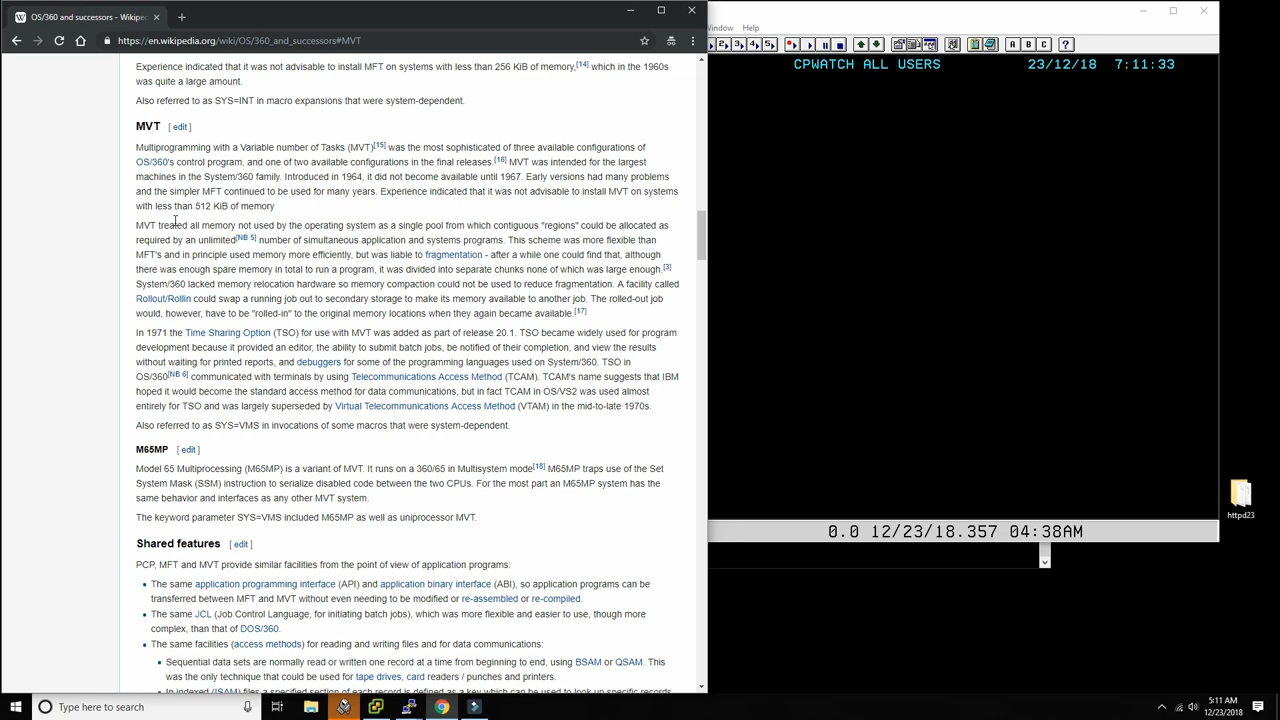 OS/360 and successors - Wikipe
https://en.wikipedia.org/wiki/OS/360_and_successors#MVT
Experience indicated that it was not advisable to install MFT on systems with less than 256 KiB of memory,[14] which in the 1960s
was quite a large amount.
Also referred to as SYS=INT in macro expansions that were system-dependent.
MVT [ edit ]
Multiprogramming with a Variable number of Tasks (MVT)[15] was the most sophisticated of three available configurations of
OS/360's control program, and one of two available configurations in the final releases.[16] MVT was intended for the largest
machines in the System/360 family. Introduced in 1964, it did not become available until 1967. Early versions had many problems
and the simpler MFT continued to be used for many years. Experience indicated that it was not advisable to install MVT on systems
with less than 512 KiB of memory
MVT treated all memory not used by the operating system as a single pool from which contiguous "regions" could be allocated as
required by an unlimited[NB 5] number of simultaneous application and systems programs. This scheme was more flexible than
MFT's and in principle used memory more efficiently, but was liable to fragmentation - after a while one could find that, although
there was enough spare memory in total to run a program, it was divided into separate chunks none of which was large enough.[3]
System/360 lacked memory relocation hardware so memory compaction could not be used to reduce fragmentation. A facility called
Rollout/Rollin could swap a running job out to secondary storage to make its memory available to another job. The rolled-out job
would, however, have to be "rolled-in" to the original memory locations when they again became available.[17]
In 1971 the Time Sharing Option (TSO) for use with MVT was added as part of release 20.1. TSO became widely used for program
development because it provided an editor, the ability to submit batch jobs, be notified of their completion, and view the results
without waiting for printed reports, and debuggers for some of the programming languages used on System/360. TSO in
OS/360[NB 6] communicated with terminals by using Telecommunications Access Method (TCAM). TCAM's name suggests that IBM
hoped it would become the standard access method for data communications, but in fact TCAM in OS/VS2 was used almost
entirely for TSO and was largely superseded by Virtual Telecommunications Access Method (VTAM) in the mid-to-late 1970s.
Also referred to as SYS=VMS in invocations of some macros that were system-dependent.
M65MP [ edit ]
Model 65 Multiprocessing (M65MP) is a variant of MVT. It runs on a 360/65 in Multisystem mode[18] M65MP traps use of the Set
System Mask (SSM) instruction to serialize disabled code between the two CPUs. For the most part an M65MP system has the
same behavior and interfaces as any other MVT system.
The keyword parameter SYS=VMS included M65MP as well as uniprocessor MVT.
Shared features [ edit ]
PCP, MFT and MVT provide similar facilities from the point of view of application programs:
The same application programming interface (API) and application binary interface (ABI), so application programs can be
transferred between MFT and MVT without even needing to be modified or re-assembled or re-compiled.
The same JCL (Job Control Language, for initiating batch jobs), which was more flexible and easier to use, though more
complex, than that of DOS/360.
The same facilities (access methods) for reading and writing files and for data communications:
Sequential data sets are normally read or written one record at a time from beginning to end, using BSAM or QSAM. This
was the only technique that could be used for tape drives, card readers / punches and printers.
In indexed (ISAM) files a specified section of each record is defined as a key which can be used to look up specific records.
Window Help
2 3 4 5 A B C ?
CPWATCH ALL USERS 23/12/18 7:11:33
0.0 12/23/18.357 04:38AM
httpd23
Type here to search
5:11 AM
12/23/2018